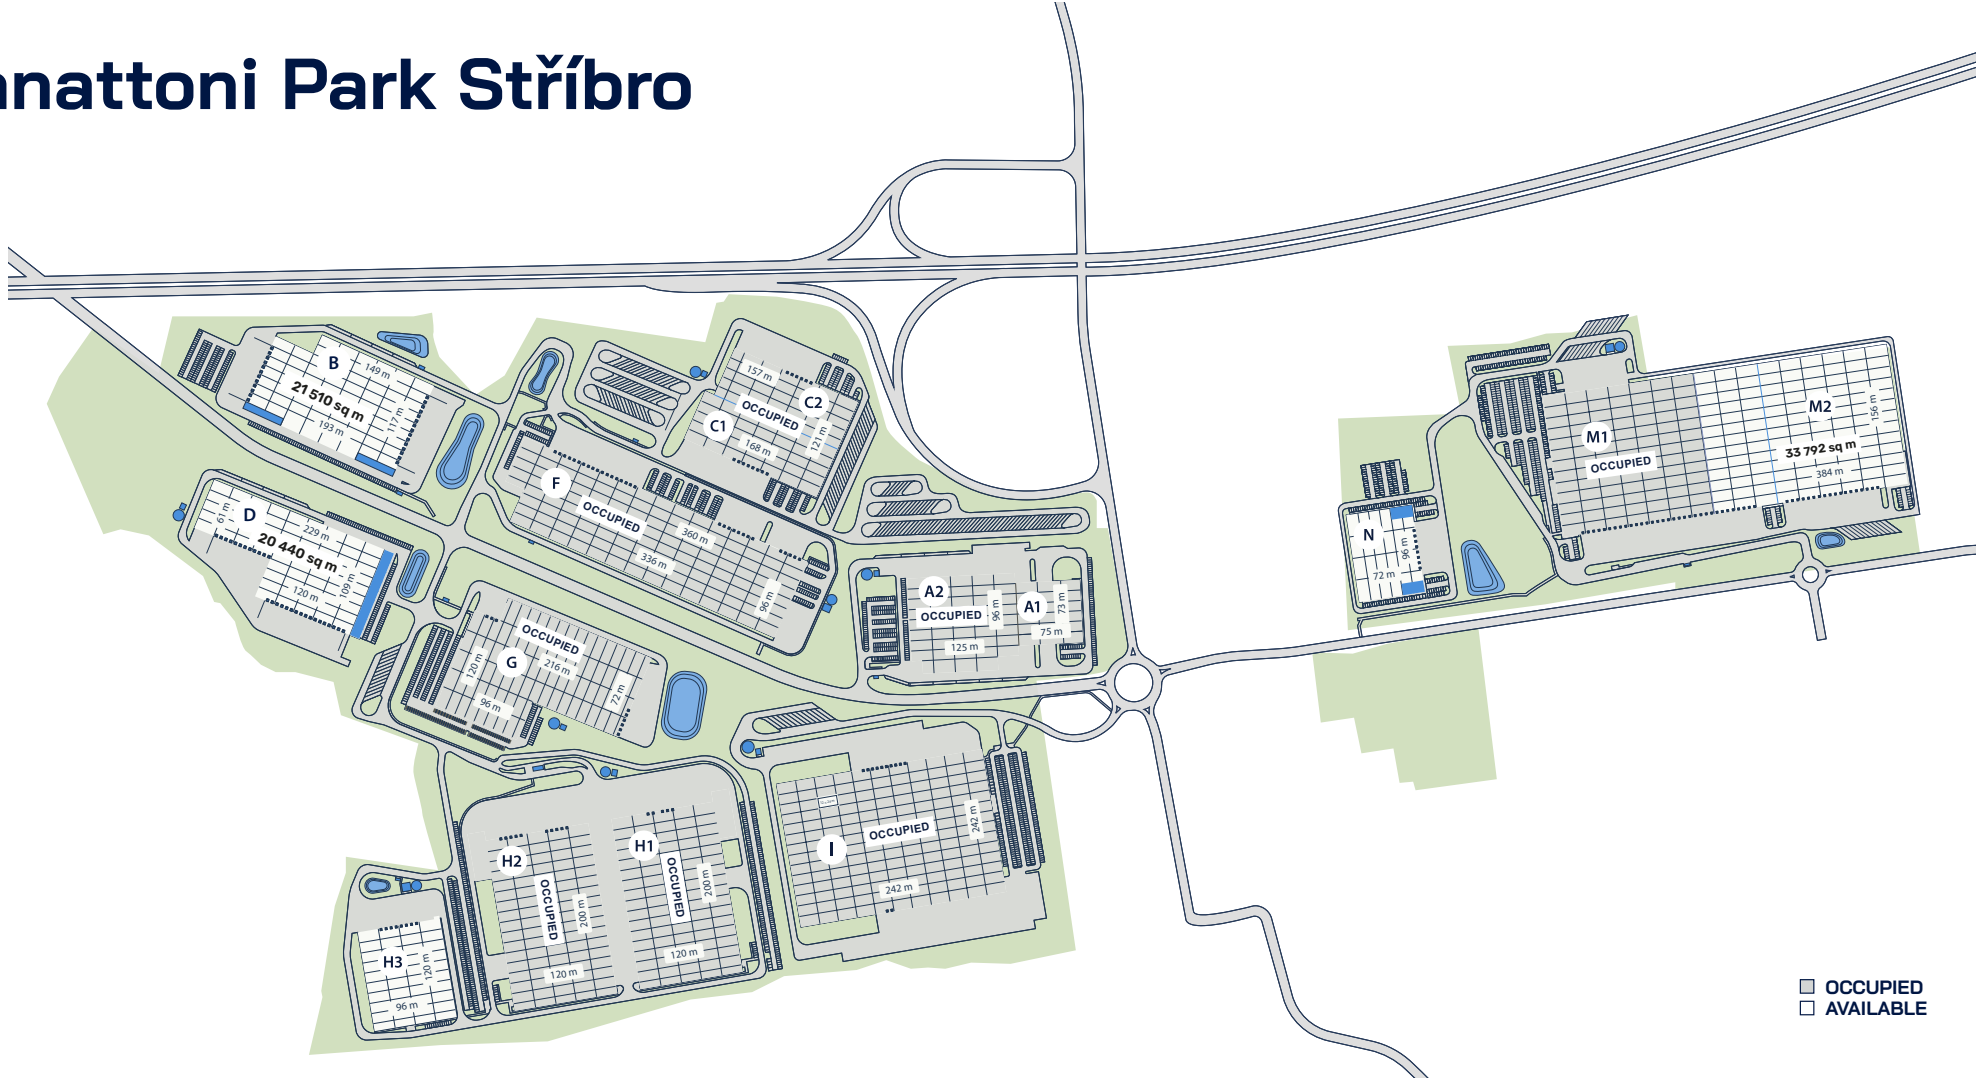 nattoni Park Stříbro
B
149 m
21 510 sq m
193 m
117 m
D
61 m
229 m
20 440 sq m
120 m
109 m
157 m
C2
OCCUPIED
C1
168 m
121 m
F
OCCUPIED
360 m
336 m
96 m
A2
OCCUPIED
96 m
A1
73 m
75 m
125 m
OCCUPIED
G
216 m
120 m
96 m
72 m
H2
OCCUPIED
200 m
120 m
H1
OCCUPIED
200 m
120 m
H3
120 m
96 m
I
OCCUPIED
242 m
242 m
N
96 m
72 m
M1
OCCUPIED
M2
156 m
33 792 sq m
384 m
OCCUPIED
AVAILABLE